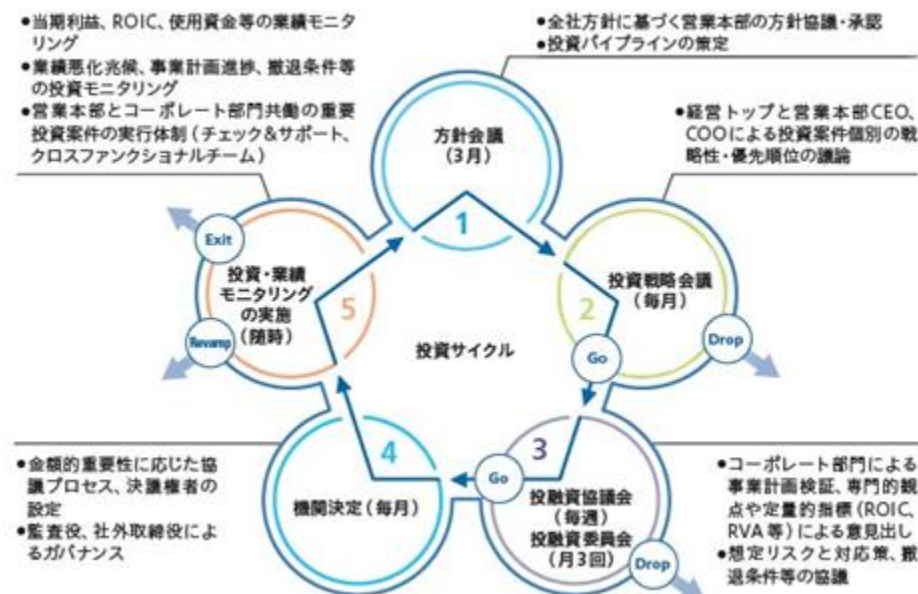 ●当期利益、ROIC、使用資金等の業績モニタ
リング
●業績悪化兆候、事業計画進捗、撤退条件等
の投資モニタリング
●営業本部とコーポレート部門共働の重要
投資案件の実行体制（チェック&サポート、
クロスファンクショナルチーム）
●全社方針に基づく営業本部の方針協議・承認
●投資パイプラインの策定
●経営トップと営業本部CEO、
COOによる投資案件個別の戦
略性・優先順位の議論
方針会議
（3月）
1
投資戦略会議
（毎月）
2
Go
Drop
Exit
投資・業績
モニタリング
の実施
（随時）
Revamp
5
投資サイクル
4
機関決定（毎月）
3
Go
投融資協議会
（毎週）
投融資委員会
（月3回）
Drop
●金額的重要性に応じた協
議プロセス、決議権者の
設定
●監査役、社外取締役によ
るガバナンス
●コーポレート部門による
事業計画検証、専門的観
点や定量的指標（ROIC、
RVA等）による意見出し
●想定リスクと対応策、撤
退条件等の協議